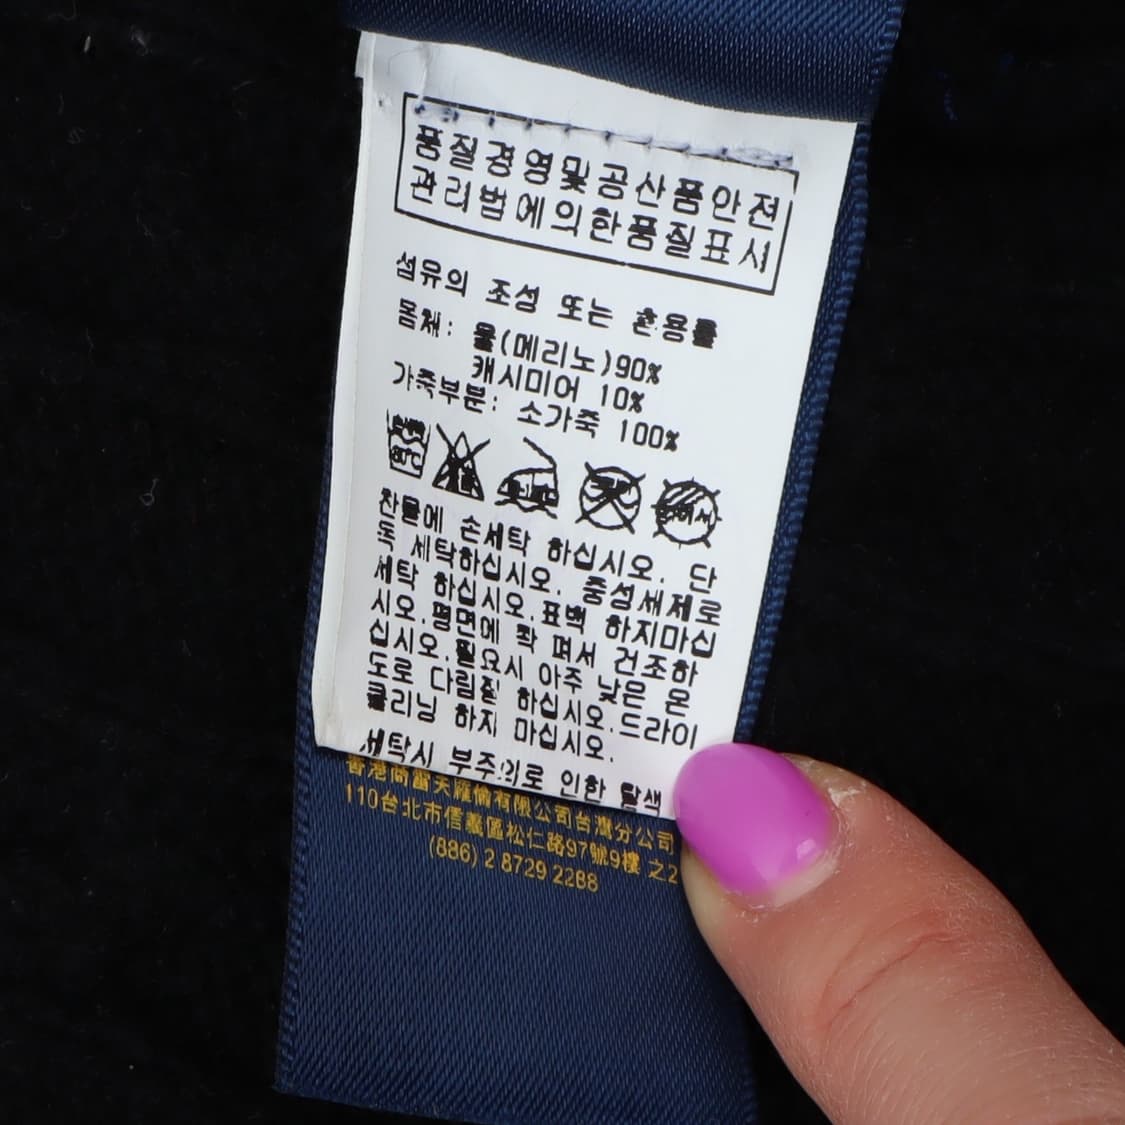 품질경영및공산품안전
관리법에의한품질표시
섬유의 조성 또는 혼용률
몸체: 울(메리노)90%
캐시미어 10%
가죽부분: 소가죽 100%
찬물에 손세탁 하십시오. 단
독 세탁하십시오. 중성세제로
세탁 하십시오.표백 하지마십
시오.평면에 쫙 펴서 건조하
십시오.필요시 아주 낮은 온
도로 다림질 하십시오.드라이
클리닝 하지 마십시오.
세탁시 부주의로 인한 탈색
有限公司台灣分公司
110台北市信義區松仁路97號9樓 之2
(886) 2 8729 2288